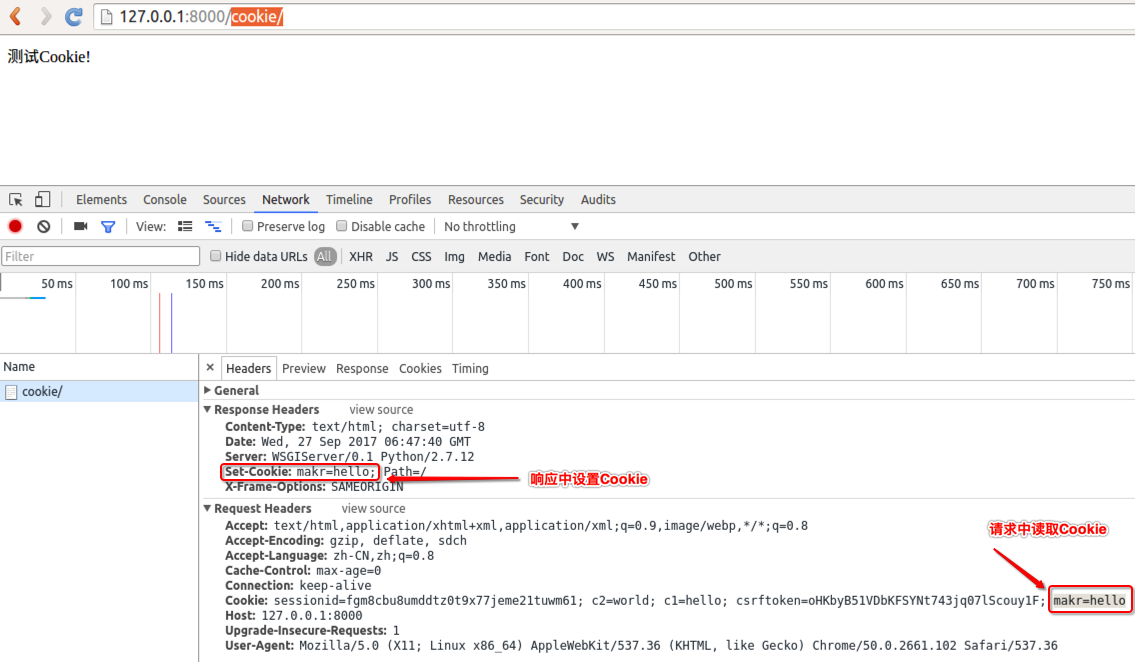 127.0.0.1:8000/cookie/
测试Cookie!
Elements Console Sources Network Timeline Profiles Resources Security Audits
View: Preserve log Disable cache No throttling
Filter Hide data URLs All XHR JS CSS Img Media Font Doc WS Manifest Other
50 ms 100 ms 150 ms 200 ms 250 ms 300 ms 350 ms 400 ms 450 ms 500 ms 550 ms 600 ms 650 ms 700 ms 750 ms
Name × Headers Preview Response Cookies Timing
cookie/
General
Response Headers view source
Content-Type: text/html; charset=utf-8
Date: Wed, 27 Sep 2017 06:47:40 GMT
Server: WSGIServer/0.1 Python/2.7.12
Set-Cookie: makr=hello; Path=/
响应中设置Cookie
X-Frame-Options: SAMEORIGIN
Request Headers view source
Accept: text/html,application/xhtml+xml,application/xml;q=0.9,image/webp,*/*;q=0.8
请求中读取Cookie
Accept-Encoding: gzip, deflate, sdch
Accept-Language: zh-CN,zh;q=0.8
Cache-Control: max-age=0
Connection: keep-alive
Cookie: sessionid=fgm8cbu8umddtz0t9x77jeme21tuwm61; c2=world; c1=hello; csrftoken=oHKbyB51VDbKFSYNt743jq07lScouy1F; makr=hello
Host: 127.0.0.1:8000
Upgrade-Insecure-Requests: 1
User-Agent: Mozilla/5.0 (X11; Linux x86_64) AppleWebKit/537.36 (KHTML, like Gecko) Chrome/50.0.2661.102 Safari/537.36